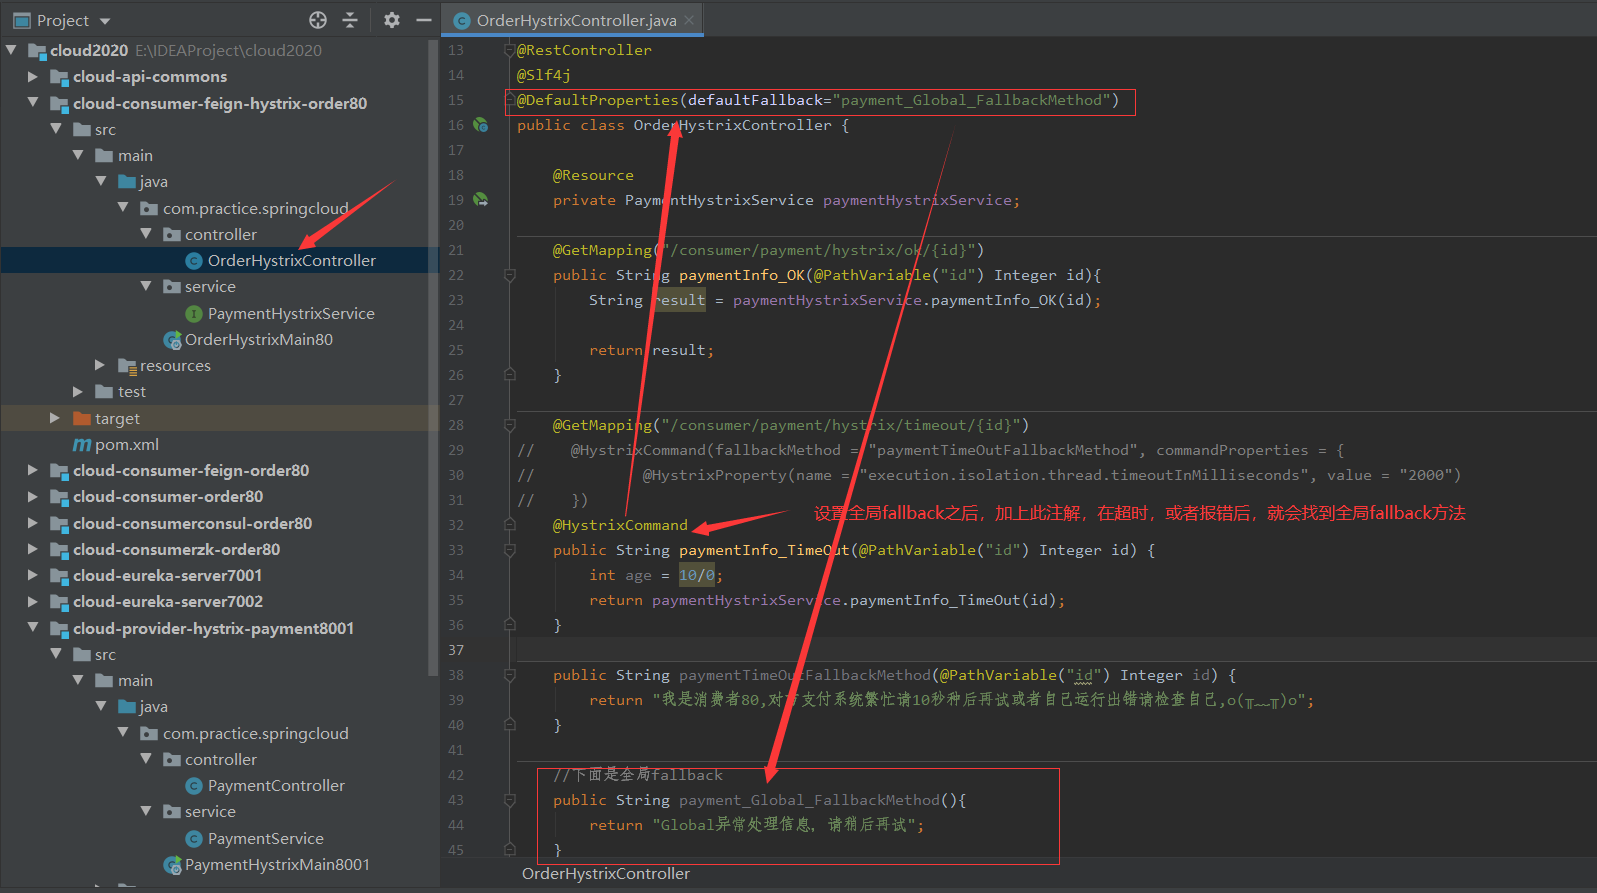 Project
cloud2020 E:\IDEAProject\cloud2020
cloud-api-commons
cloud-consumer-feign-hystrix-order80
src
main
java
com.practice.springcloud
controller
OrderHystrixController
service
PaymentHystrixService
OrderHystrixMain80
resources
test
target
pom.xml
cloud-consumer-feign-order80
cloud-consumer-order80
cloud-consumerconsul-order80
cloud-consumerzk-order80
cloud-eureka-server7001
cloud-eureka-server7002
cloud-provider-hystrix-payment8001
src
main
java
com.practice.springcloud
controller
PaymentController
service
PaymentService
PaymentHystrixMain8001
OrderHystrixController.java
13 @RestController
14 @Slf4j
15 @DefaultProperties(defaultFallback="payment_Global_FallbackMethod")
16 public class OrderHystrixController {
17
18 @Resource
19 private PaymentHystrixService paymentHystrixService;
20
21 @GetMapping("/consumer/payment/hystrix/ok/{id}")
22 public String paymentInfo_OK(@PathVariable("id") Integer id){
23 String result = paymentHystrixService.paymentInfo_OK(id);
24
25 return result;
26 }
27
28 @GetMapping("/consumer/payment/hystrix/timeout/{id}")
29 // @HystrixCommand(fallbackMethod = "paymentTimeOutFallbackMethod", commandProperties = {
30 // @HystrixProperty(name = "execution.isolation.thread.timeoutInMilliseconds", value = "2000")
31 // })
32 @HystrixCommand 设置全局fallback之后，加上此注解，在超时，或者报错后，就会找到全局fallback方法
33 public String paymentInfo_TimeOut(@PathVariable("id") Integer id) {
34 int age = 10/0;
35 return paymentHystrixService.paymentInfo_TimeOut(id);
36 }
37
38 public String paymentTimeOutFallbackMethod(@PathVariable("id") Integer id) {
39 return "我是消费者80,对方支付系统繁忙请10秒种后再试或者自己运行出错请检查自己,o(╥﹏╥)o";
40 }
41
42 //下面是全局fallback
43 public String payment_Global_FallbackMethod(){
44 return "Global异常处理信息，请稍后再试";
45 }
OrderHystrixController